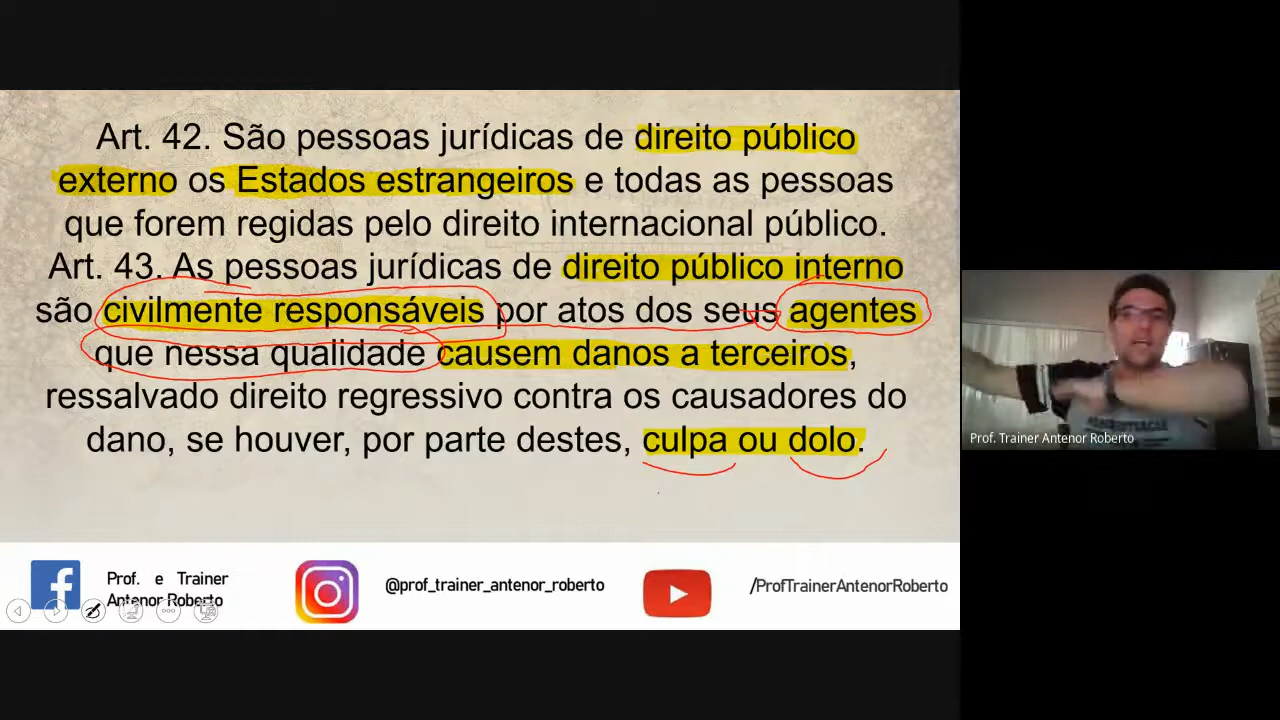 Art. 42. São pessoas jurídicas de direito público
externo os Estados estrangeiros e todas as pessoas
que forem regidas pelo direito internacional público.
Art. 43. As pessoas jurídicas de direito público interno
são civilmente responsáveis por atos dos seus agentes
que nessa qualidade causem danos a terceiros,
ressalvado direito regressivo contra os causadores do
dano, se houver, por parte destes, culpa ou dolo.
Prof. Trainer Antenor Roberto
Prof. e Trainer
Antenor Roberto
@prof_trainer_antenor_roberto
/ProfTrainerAntenorRoberto